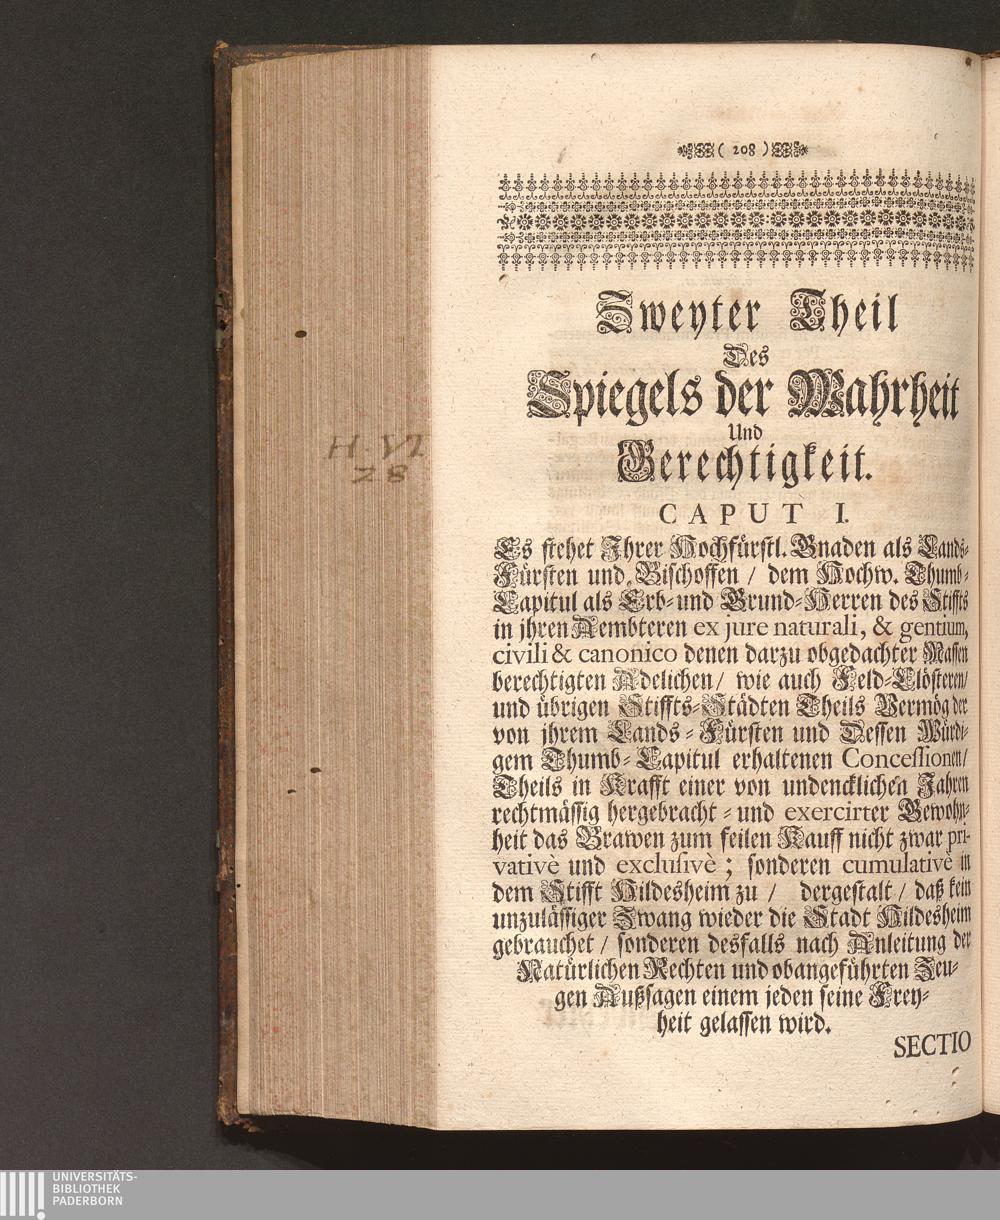 ( 208 )
Zweyter Theil
Des
Spiegels der Wahrheit
Und
Gerechtigkeit.
CAPUT I.
Es stehet Ihrer Hochfürstl. Gnaden als Lands-
Fürsten und Bischoffen / dem Hochw. Thumb-
Capitul als Erb- und Grund-Herren des Stiffts
in jhren Aembteren ex jure naturali, & gentium,
civili & canonico denen darzu obgedachter Massen
berechtigten Adelichen / wie auch Feld-Clösteren /
und übrigen Stiffts-Städten Theils Vermög der
von jhrem Lands-Fürsten und Dessen Würdi-
gem Thumb-Capitul erhaltenen Concessionen /
Theils in Krafft einer von undencklichen Jahren
rechtmässig hergebracht- und exercirter Gewohn-
heit das Brawen zum feilen Kauff nicht zwar pri-
vativè und exclusivè ; sonderen cumulativè in
dem Stifft Hildesheim zu / dergestalt / daß kein
unzulässiger Zwang wieder die Stadt Hildesheim
gebrauchet / sonderen desfalls nach Anleitung der
Natürlichen Rechten und obangeführten Zeu-
gen Außsagen einem jeden seine Frey-
heit gelassen wird.
SECTIO
H VI
28
UNIVERSITÄTS-
BIBLIOTHEK
PADERBORN